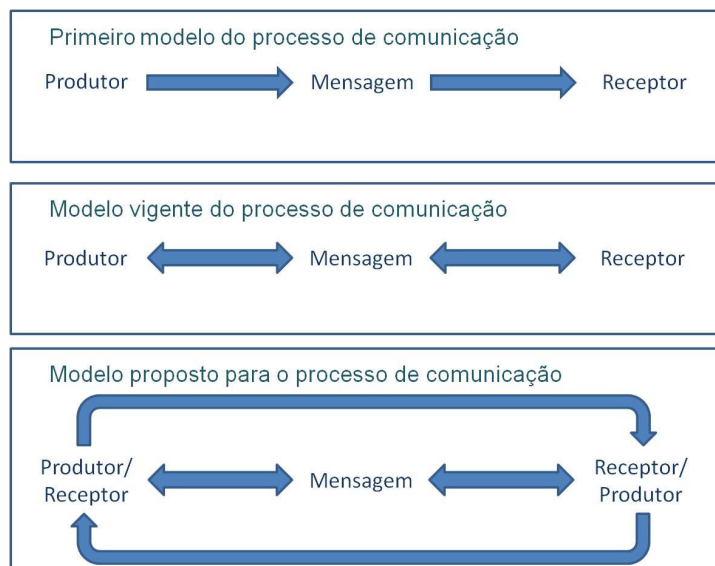 Primeiro modelo do processo de comunicação
Produtor Mensagem Receptor
Modelo vigente do processo de comunicação
Produtor Mensagem Receptor
Modelo proposto para o processo de comunicação
Produtor/
Receptor
Mensagem
Receptor/
Produtor